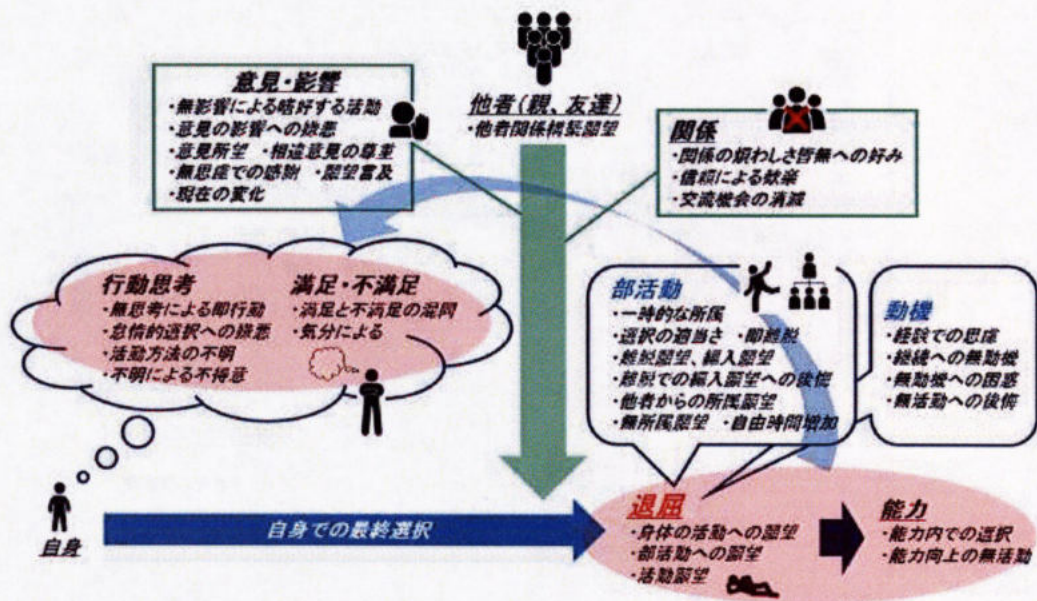 意見・影響
・無影響による嗜好する活動
・意見の影響への嫌悪
・意見所望 ・相違意見の尊重
・無思慮での感謝 ・願望言及
・現在の変化
他者(親、友達)
・他者関係構築願望
関係
・関係の煩わしさ皆無への好み
・信頼による歓楽
・交流機会の消滅
行動思考
・無思考による即行動
・怠惰的選択への嫌悪
・活動方法の不明
・不明による不得意
満足・不満足
・満足と不満足の混同
・気分による
部活動
・一時的な所属
・選択の適当さ ・即離脱
・離脱願望、編入願望
・離脱での編入願望への後悔
・他者からの所属願望
・無所属願望 ・自由時間増加
動機
・経験での思慮
・継続への無動機
・無動機への困惑
・無活動への後悔
自身
自身での最終選択
退屈
・身体の活動への願望
・部活動への願望
・活動願望
能力
・能力内での選択
・能力向上の無活動